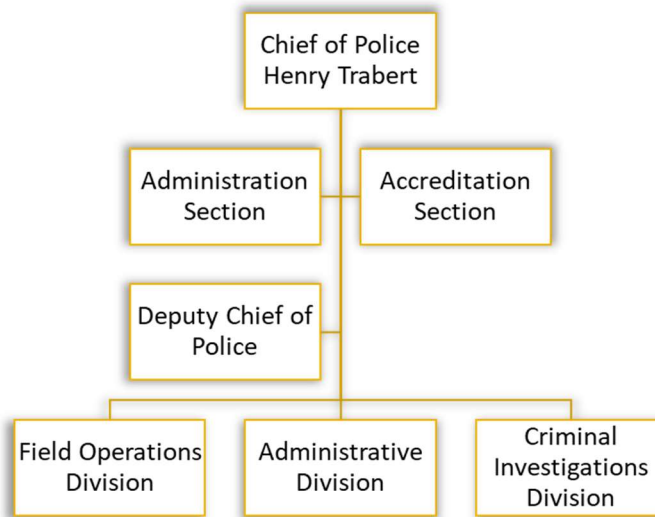 Chief of Police
Henry Trabert
Administration
Section
Accreditation
Section
Deputy Chief of
Police
Field Operations
Division
Administrative
Division
Criminal
Investigations
Division